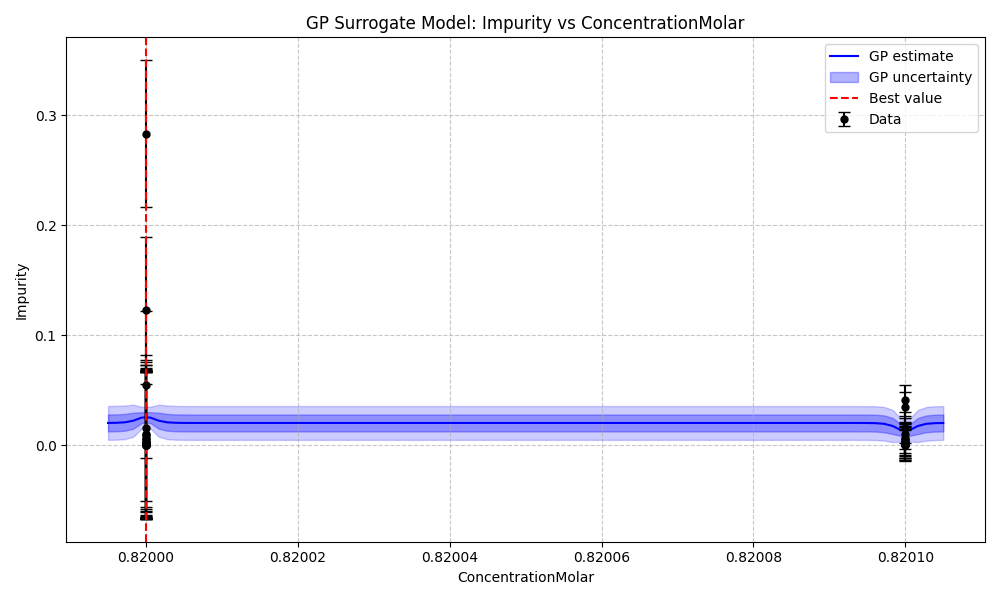 GP Surrogate Model: Impurity vs ConcentrationMolar
GP estimate
GP uncertainty
Best value
Data
Impurity
0.3
0.2
0.1
0.0
0.82000
0.82002
0.82004
0.82006
0.82008
0.82010
ConcentrationMolar